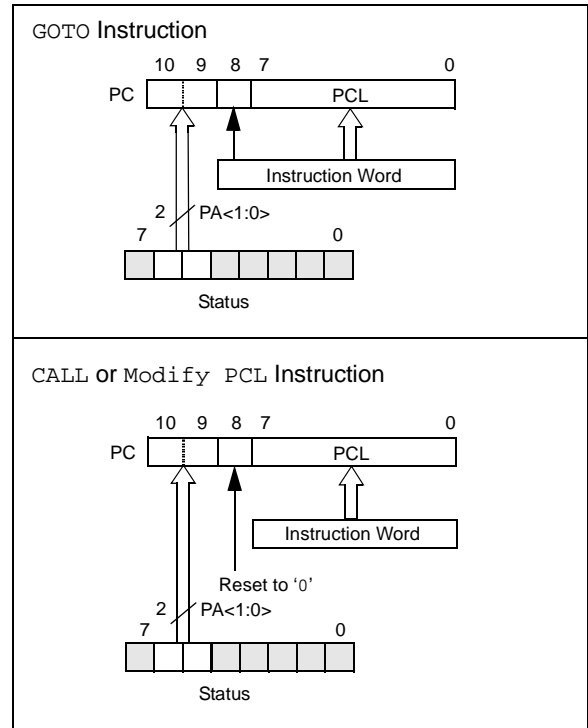 GOTO Instruction
10 9 8 7 0
PC PCL
Instruction Word
2 PA<1:0>
7 0
Status
CALL or Modify PCL Instruction
10 9 8 7 0
PC PCL
Instruction Word
Reset to ‘0’
2 PA<1:0>
7 0
Status